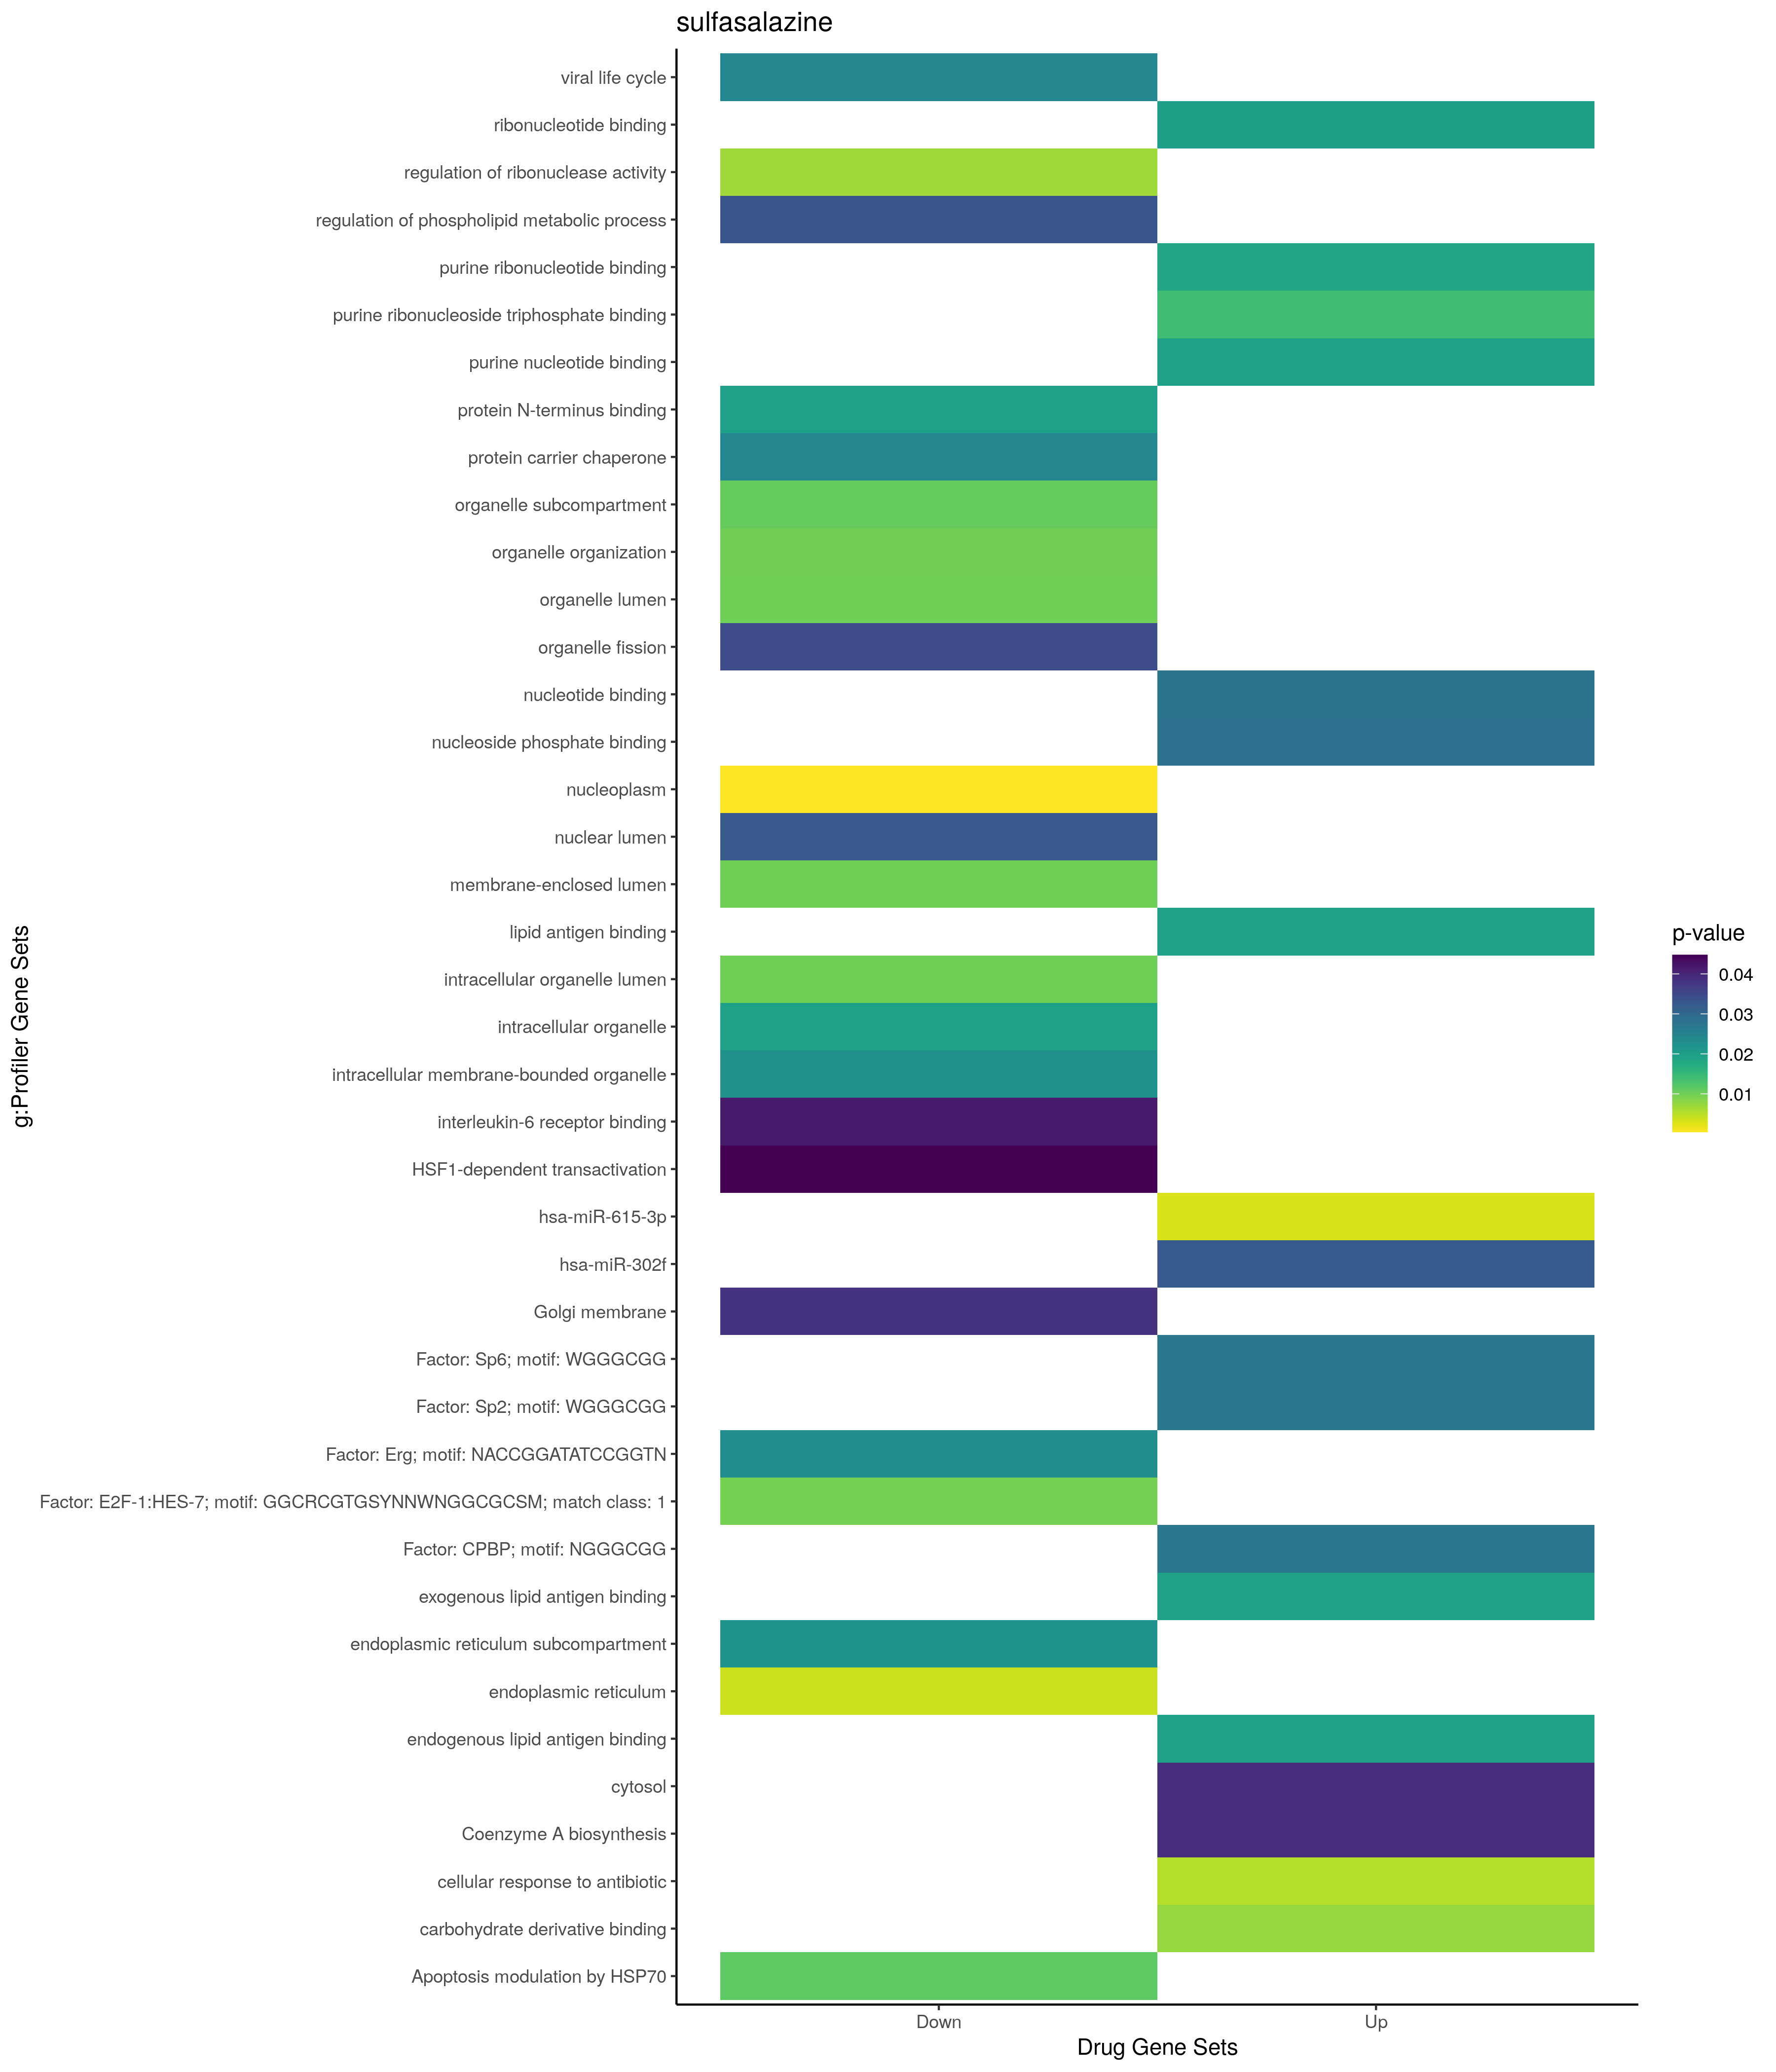 sulfasalazine
viral life cycle
ribonucleotide binding
regulation of ribonuclease activity
regulation of phospholipid metabolic process
purine ribonucleotide binding
purine ribonucleoside triphosphate binding
purine nucleotide binding
protein N-terminus binding
protein carrier chaperone
organelle subcompartment
organelle organization
organelle lumen
organelle fission
nucleotide binding
nucleoside phosphate binding
nucleoplasm
nuclear lumen
membrane-enclosed lumen
lipid antigen binding
intracellular organelle lumen
intracellular organelle
intracellular membrane-bounded organelle
interleukin-6 receptor binding
HSF1-dependent transactivation
hsa-miR-615-3p
hsa-miR-302f
Golgi membrane
Factor: Sp6; motif: WGGGCGG
Factor: Sp2; motif: WGGGCGG
Factor: Erg; motif: NACCGGATATCCGGTN
Factor: E2F-1:HES-7; motif: GGCRCGTGSYNNWNGGCGCSM; match class: 1
Factor: CPBP; motif: NGGGCGG
exogenous lipid antigen binding
endoplasmic reticulum subcompartment
endoplasmic reticulum
endogenous lipid antigen binding
cytosol
Coenzyme A biosynthesis
cellular response to antibiotic
carbohydrate derivative binding
Apoptosis modulation by HSP70
g:Profiler Gene Sets
Down
Up
Drug Gene Sets
p-value
0.04
0.03
0.02
0.01